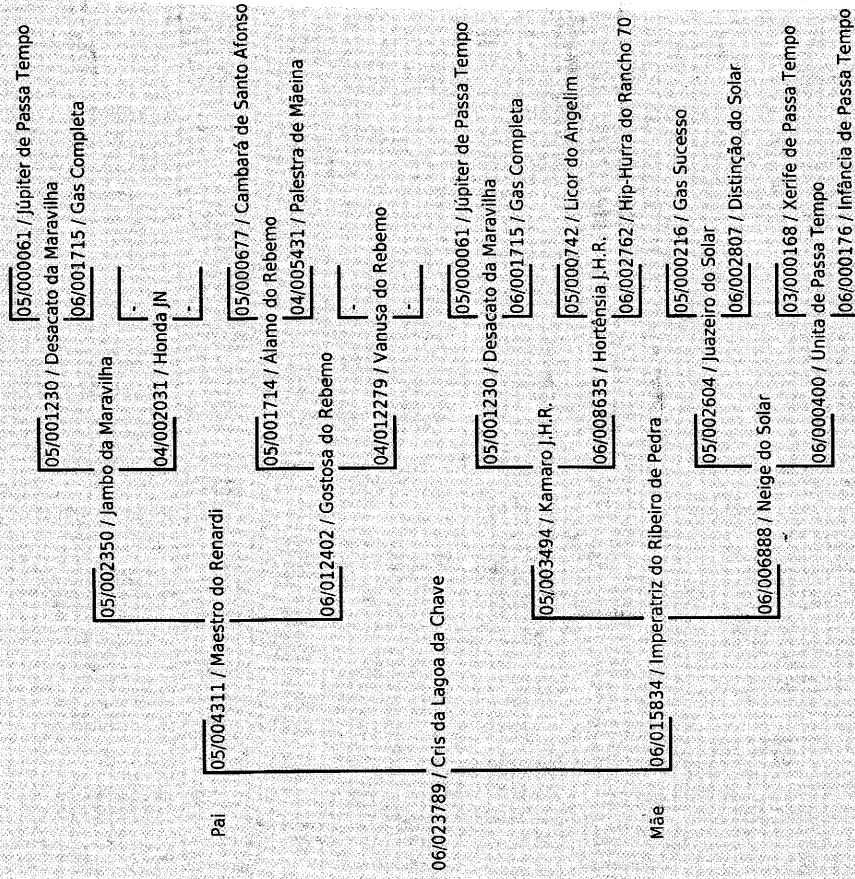 05/000061 / Júpiter de Passa Tempo
05/001230 / Desacato da Maravilha
06/001715 / Gas Completa
05/002350 / Jambo da Maravilha
-
04/002031 / Honda JN
-
Pai
05/004311 / Maestro do Renardi
05/000677 / Cambará de Santo Afonso
05/001714 / Álamo do Rebemo
04/005431 / Palestra de Mãeina
06/012402 / Gostosa do Rebemo
-
04/012279 / Vanusa do Rebemo
-
06/023789 / Cris da Lagoa da Chave
05/000061 / Júpiter de Passa Tempo
05/001230 / Desacato da Maravilha
06/001715 / Gas Completa
05/003494 / Kamaro J.H.R.
05/000742 / Licor do Angelim
06/008635 / Hortênsia J.H.R.
06/002762 / Hip-Hurra do Rancho 70
Mãe
06/015834 / Imperatriz do Ribeiro de Pedra
05/000216 / Gas Sucesso
05/002604 / Juazeiro do Solar
06/002807 / Distinção do Solar
06/006888 / Neige do Solar
03/000168 / Xerife de Passa Tempo
06/000400 / Unita de Passa Tempo
06/000176 / Infância de Passa Tempo